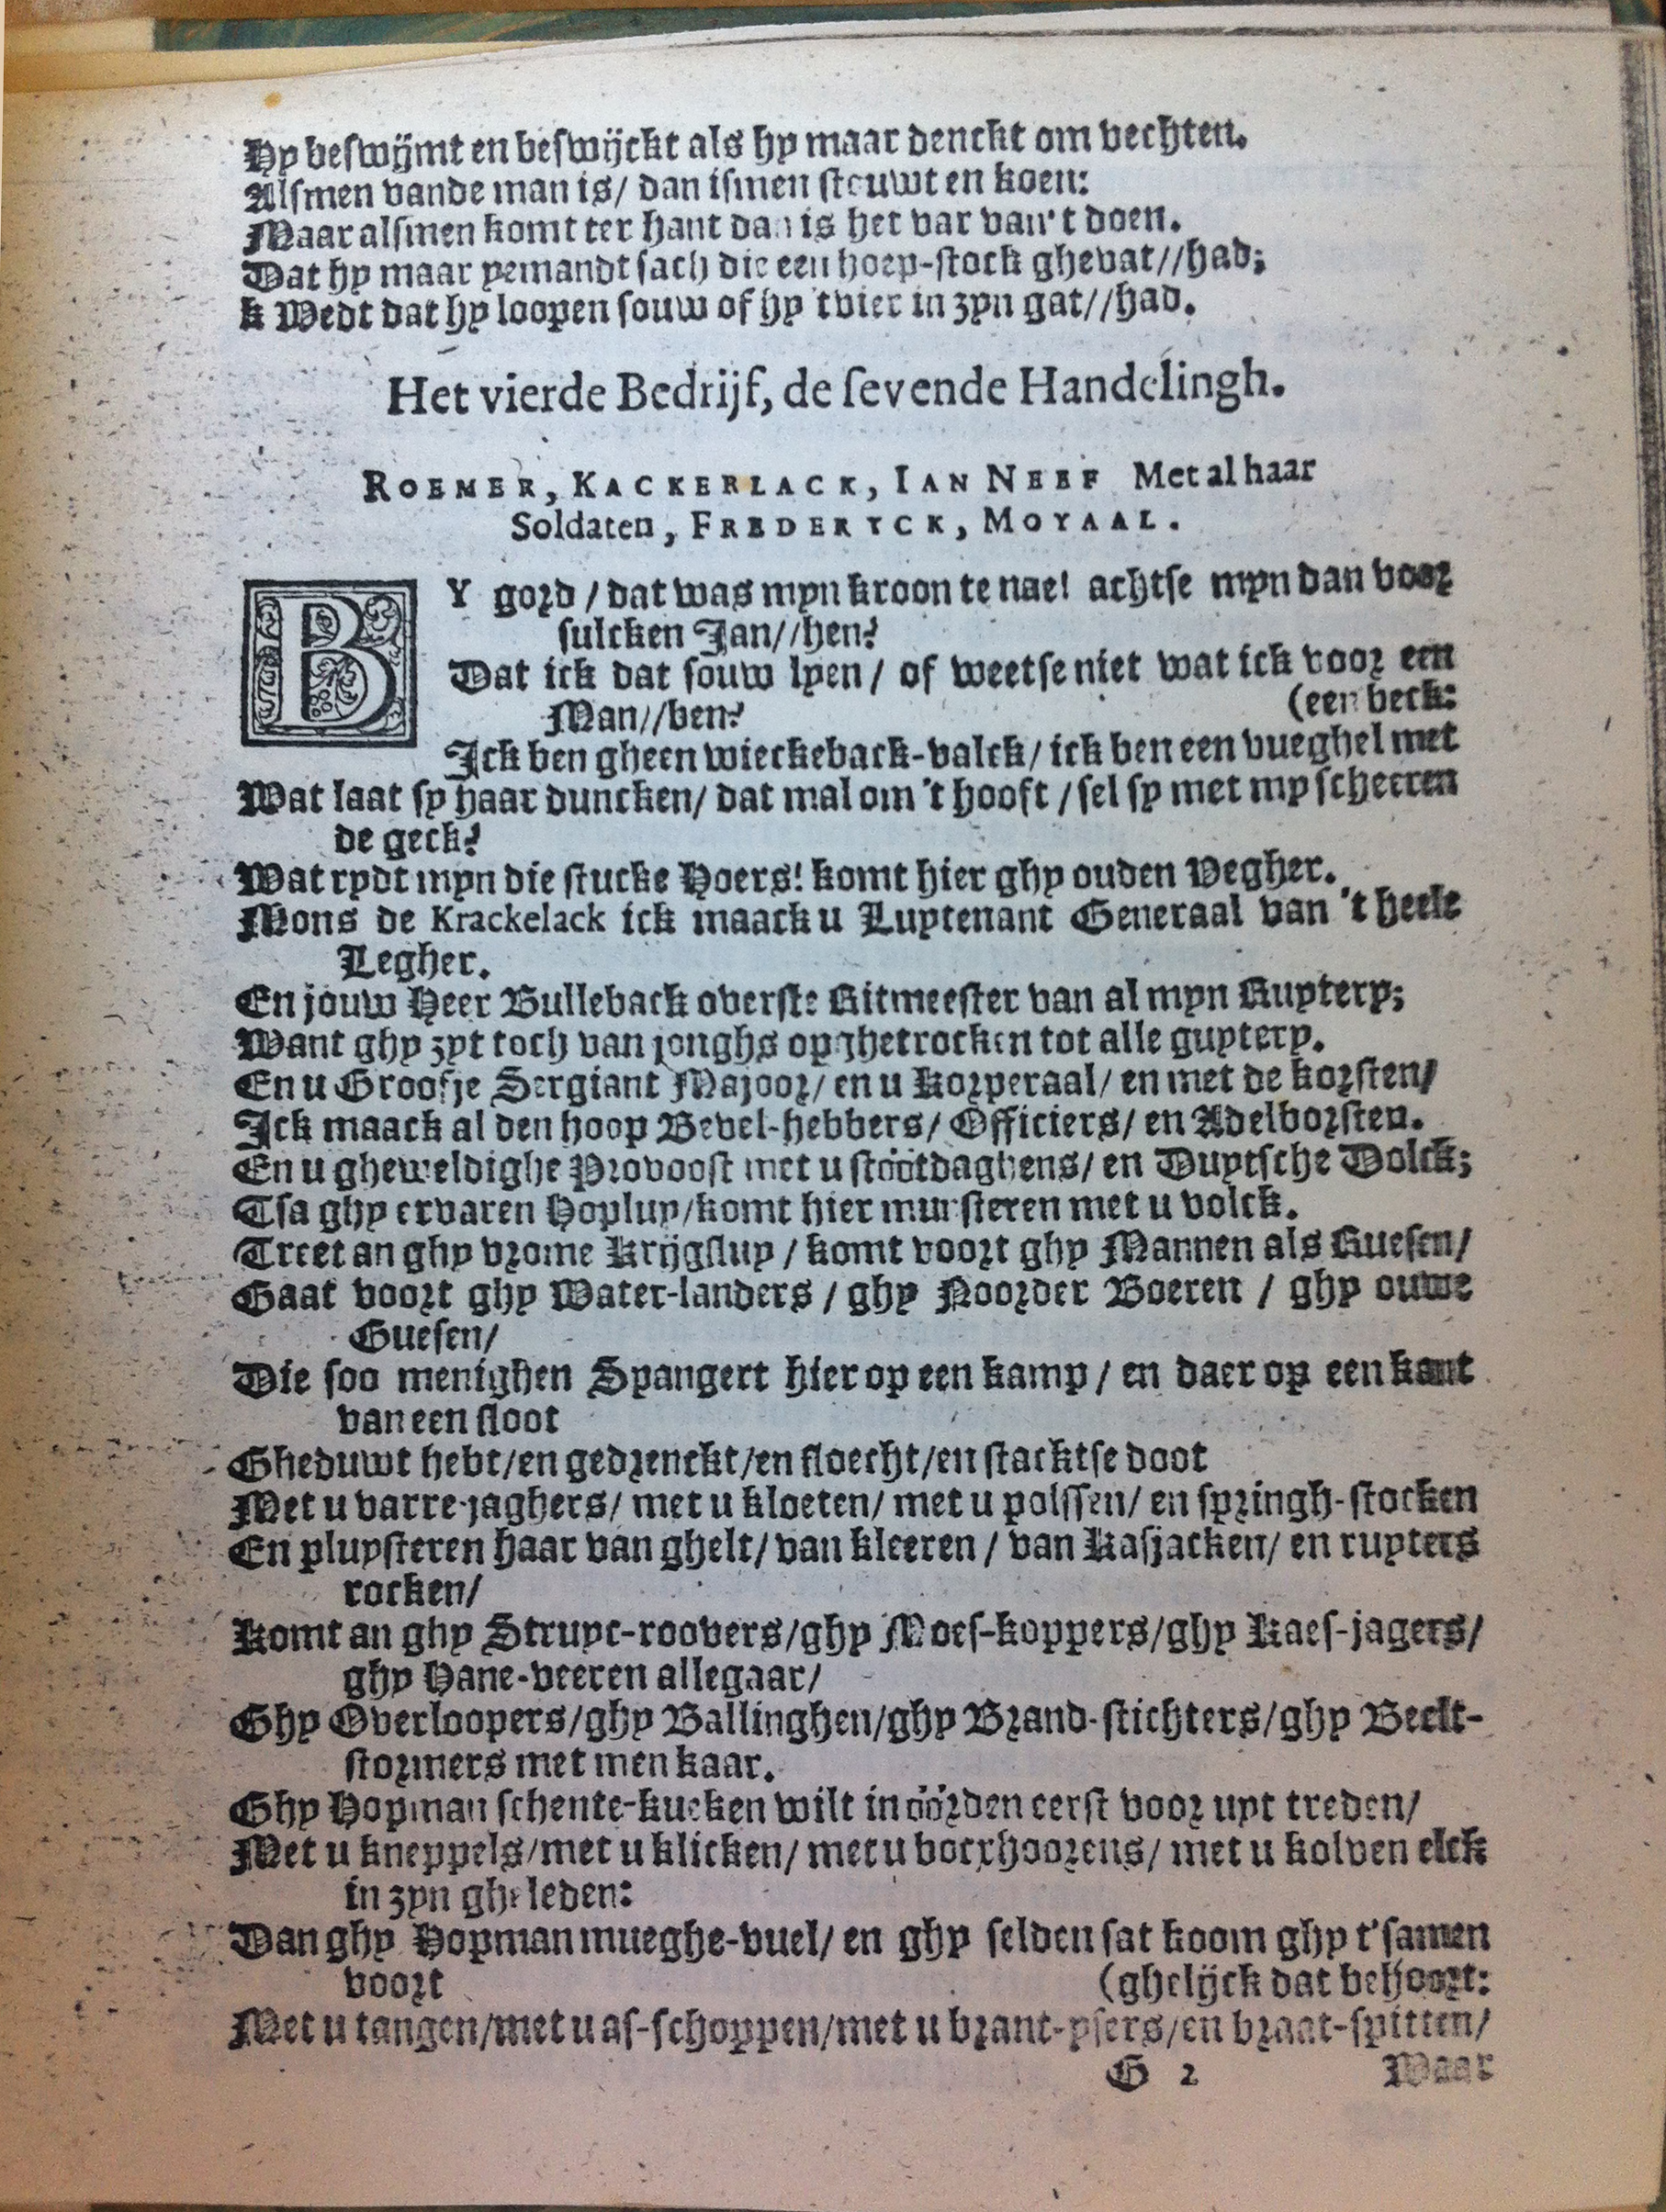 Hy beswijmt en beswijckt als hy maar denckt om vechten.
Alsmen vande man is/ dan ismen stouwt en koen:
Maar alsmen komt ter hant dan is het var van't doen.
Dat hy maar yemandt sach die een hoep-stock ghevat//had;
k Wedt dat hy loopen souw of hy 'tvier in zyn gat//had.
Het vierde Bedrijf, de sevende Handelingh.
ROEMER, KACKERLACK, IAN NEEF Met al haar
Soldaten, FREDERYCK, MOYAAL.
BY gord / dat was myn kroon te nae! achtse myn dan voor
sulcken Jan//hen?
Dat ick dat souw lyen / of weetse niet wat ick voor een
Man//ben? (een beck:
Ick ben gheen wieckeback-valck/ ick ben een vueghel met
Wat laat sy haar duncken/ dat mal om 't hooft / sel sy met my scheeren
de geck?
Wat rydt myn die stucke Hoers! komt hier ghy ouden Vegher.
Mons de Krackelack ick maack u Luytenant Generaal van 't heele
Legher.
En jouw Heer Bulleback overste Ritmeester van al myn Ruytery;
Want ghy zyt toch van jonghs opghetrocken tot alle guytery.
En u Groofje Sergiant Majoor/ en u Korperaal/ en met de korsten/
Ick maack al den hoop Bevel-hebbers/ Officiers/ en Adelborsten.
En u gheweldighe Provoost met u stöötdaghens/ en Duytsche Dolck;
Tsa ghy ervaren Hopluy/komt hier munsteren met u volck.
Treet an ghy vrome Krijgsluy / komt voort ghy Mannen als Ruesen/
Gaat voort ghy Water-landers / ghy Noorder Boeren / ghy ouwe
Guesen/
Die soo menighen Spangert hier op een kamp / en daer op een kant
van een sloot
Gheduwt hebt/en gedrenckt/en sloecht/en stacktse doot
Met u varre-jaghers/ met u kloeten/ met u polssen/ en springh-stocken
En pluysteren haar van ghelt/ van kleeren / van Kasjacken/ en ruyters
rocken/
Komt an ghy Struyc-roovers/ghy Moes-koppers/ghy Kaes-jagers/
ghy Hane-veeren allegaar/
Ghy Overloopers/ghy Ballinghen/ghy Brand-stichters/ghy Beelt-
stormers met menkaar.
Ghy Hopman schente-kueken wilt in öörden eerst voor uyt treden/
Met u kneppels/met u klicken/ met u botxhoorens/ met u kolven elck
in zyn gheleden:
Dan ghy Hopman mueghe-vuel/ en ghy selden sat koom ghy t'samen
voort (ghelijck dat behoort:
Met u tangen/met u as-schoppen/met u brant-ysers/en braat-spitten/
G 2 Waar